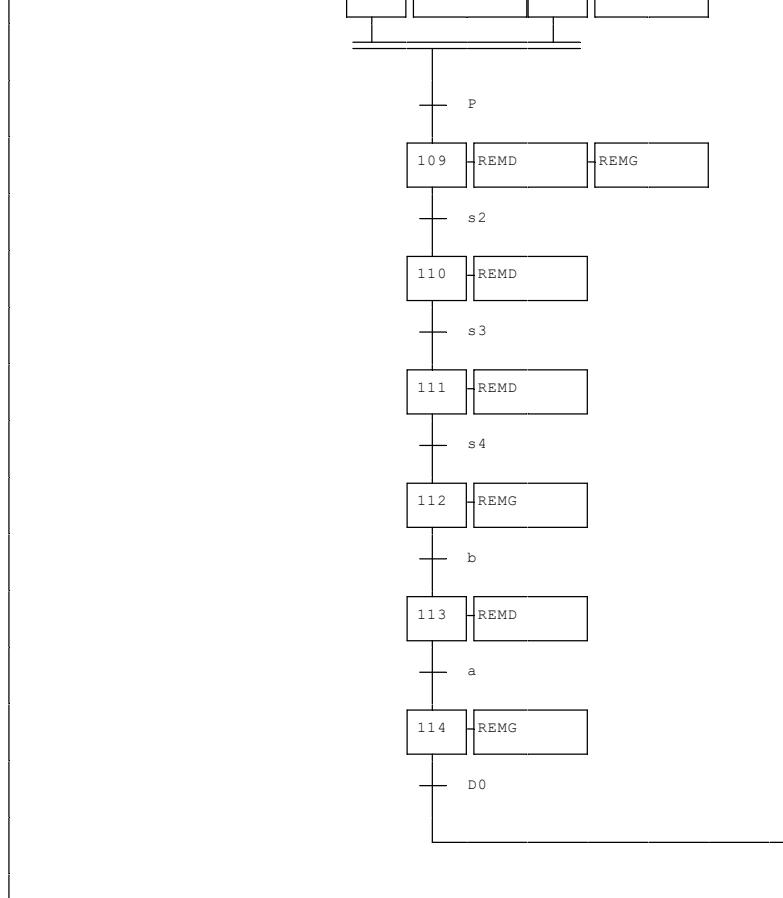 P
109 REMD REMG
s2
110 REMD
s3
111 REMD
s4
112 REMG
b
113 REMD
a
114 REMG
D0